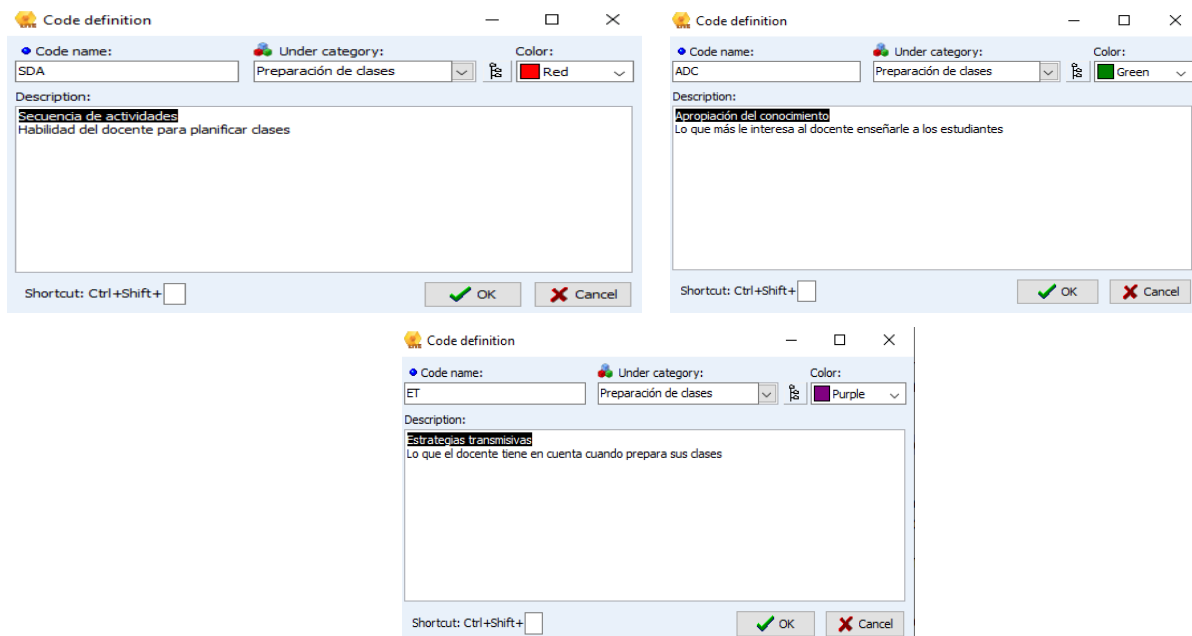 Code definition
Code name:
Under category:
Color:
SDA
Preparación de clases
Red
Description:
Secuencia de actividades
Habilidad del docente para planificar clases
Shortcut: Ctrl+Shift+
OK
Cancel
Code definition
Code name:
Under category:
Color:
ADC
Preparación de clases
Green
Description:
Apropiación del conocimiento
Lo que más le interesa al docente enseñarle a los estudiantes
Shortcut: Ctrl+Shift+
OK
Cancel
Code definition
Code name:
Under category:
Color:
ET
Preparación de clases
Purple
Description:
Estrategias transmisivas
Lo que el docente tiene en cuenta cuando prepara sus clases
Shortcut: Ctrl+Shift+
OK
Cancel